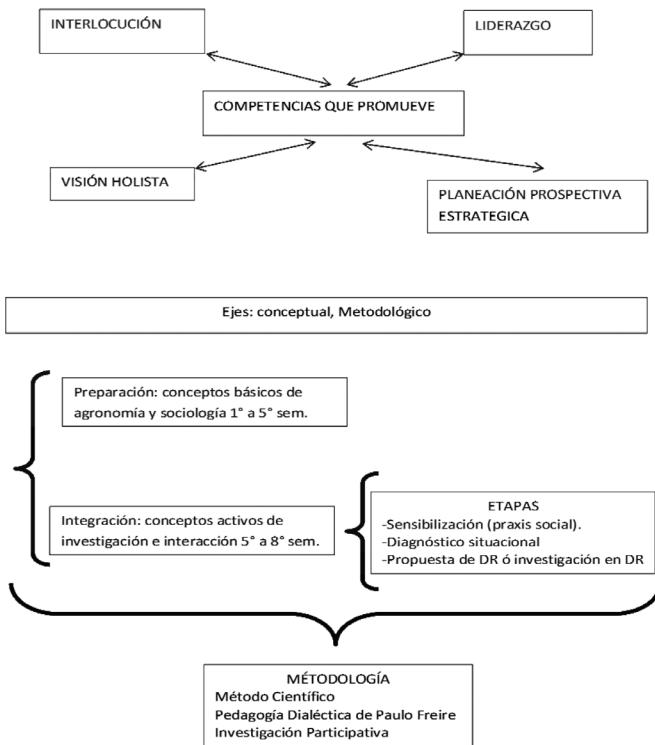 INTERLOCUCIÓN
LIDERAZGO
COMPETENCIAS QUE PROMUEVE
VISIÓN HOLISTA
PLANEACIÓN PROSPECTIVA
ESTRATEGICA
Ejes: conceptual, Metodológico
Preparación: conceptos básicos de
agronomía y sociología 1° a 5° sem.
Integración: conceptos activos de
investigación e interacción 5° a 8° sem.
ETAPAS
-Sensibilización (praxis social).
-Diagnóstico situacional
-Propuesta de DR ó investigación en DR
MÉTODOLOGÍA
Método Científico
Pedagogía Dialéctica de Paulo Freire
Investigación Participativa